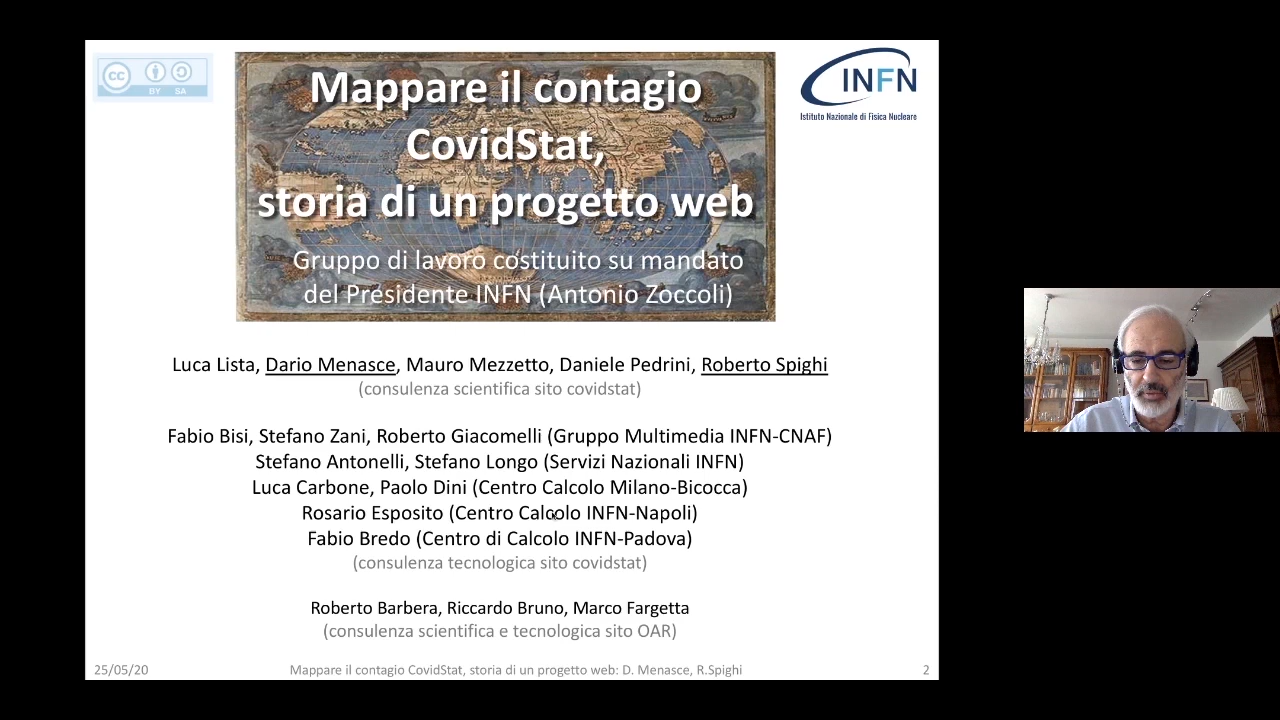 cc
BY SA
Mappare il contagio
CovidStat,
storia di un progetto web
Gruppo di lavoro costituito su mandato
del Presidente INFN (Antonio Zoccoli)
INFN
Istituto Nazionale di Fisica Nucleare
Luca Lista, Dario Menasce, Mauro Mezzetto, Daniele Pedrini, Roberto Spighi
(consulenza scientifica sito covidstat)
Fabio Bisi, Stefano Zani, Roberto Giacomelli (Gruppo Multimedia INFN-CNAF)
Stefano Antonelli, Stefano Longo (Servizi Nazionali INFN)
Luca Carbone, Paolo Dini (Centro Calcolo Milano-Bicocca)
Rosario Esposito (Centro Calcolo INFN-Napoli)
Fabio Bredo (Centro di Calcolo INFN-Padova)
(consulenza tecnologica sito covidstat)
Roberto Barbera, Riccardo Bruno, Marco Fargetta
(consulenza scientifica e tecnologica sito OAR)
25/05/20
Mappare il contagio CovidStat, storia di un progetto web: D. Menasce, R.Spighi
2